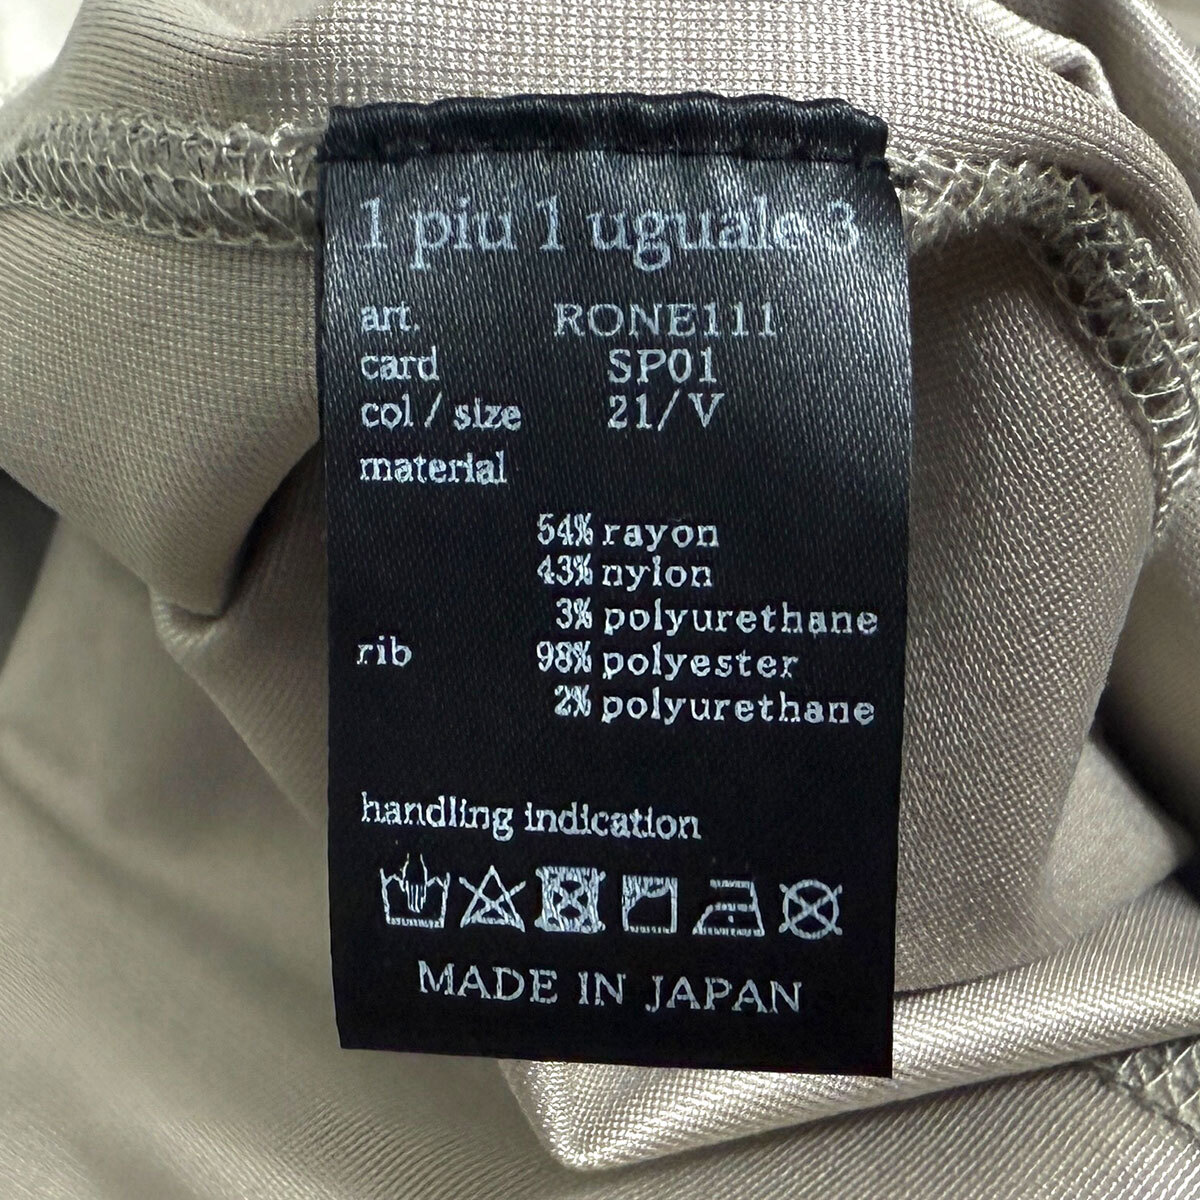 1 piu 1 uguale 3
art. RONE111
card SP01
col / size 21/V
material
54% rayon
43% nylon
3% polyurethane
rib 98% polyester
2% polyurethane
handling indication
MADE IN JAPAN